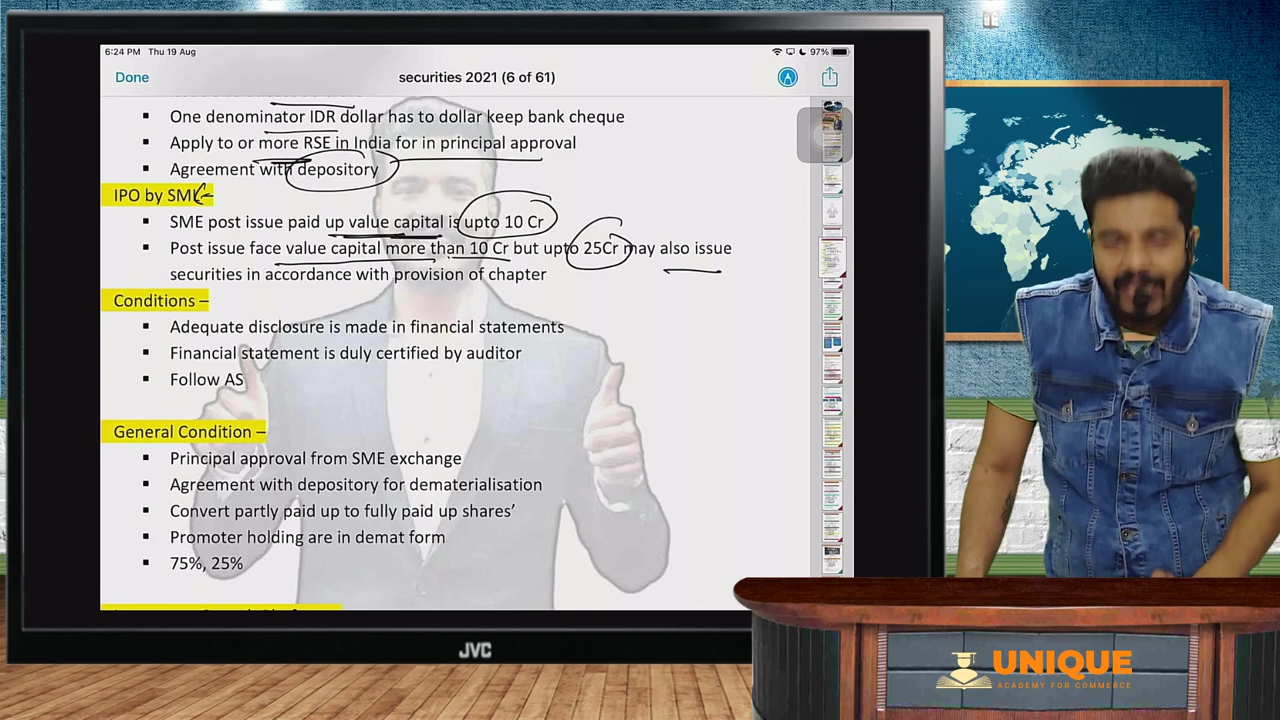 6:24 PM Thu 19 Aug
97%
Done
securities 2021 (6 of 61)
▪ One denominator IDR dollar has to dollar keep bank cheque
▪ Apply to or more RSE in India for in principal approval
▪ Agreement with depository
IPO by SME –
▪ SME post issue paid up value capital is upto 10 Cr
▪ Post issue face value capital more than 10 Cr but upto 25Cr may also issue
securities in accordance with provision of chapter
Conditions –
▪ Adequate disclosure is made in financial statements
▪ Financial statement is duly certified by auditor
▪ Follow AS
General Condition –
▪ Principal approval from SME exchange
▪ Agreement with depository for dematerialisation
▪ Convert partly paid up to fully paid up shares’
▪ Promoter holding are in demat form
▪ 75%, 25%
JVC
UNIQUE
ACADEMY FOR COMMERCE